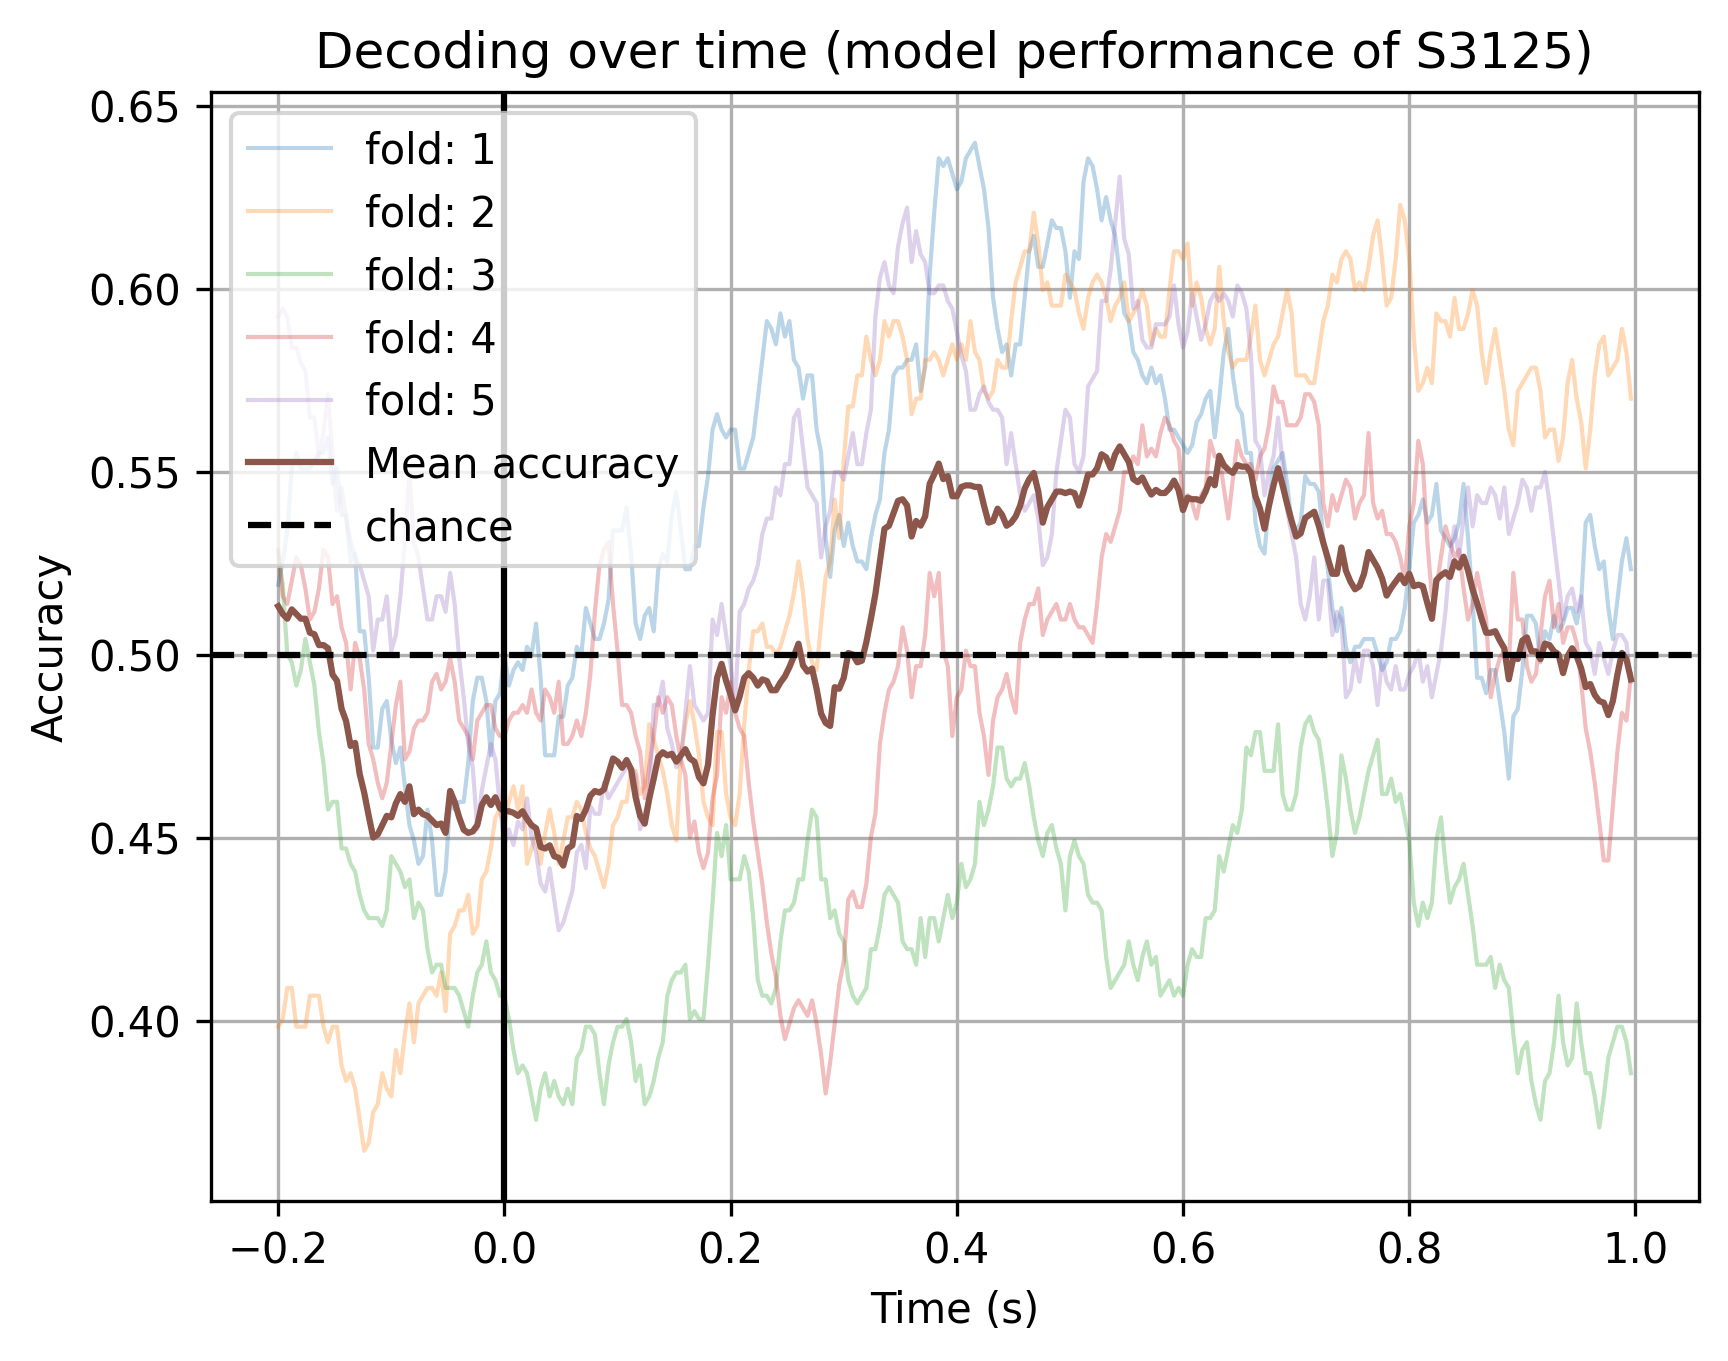 Decoding over time (model performance of S3125)
0.65
0.60
0.55
0.50
0.45
0.40
Accuracy
fold: 1
fold: 2
fold: 3
fold: 4
fold: 5
Mean accuracy
chance
−0.2 0.0 0.2 0.4 0.6 0.8 1.0
Time (s)